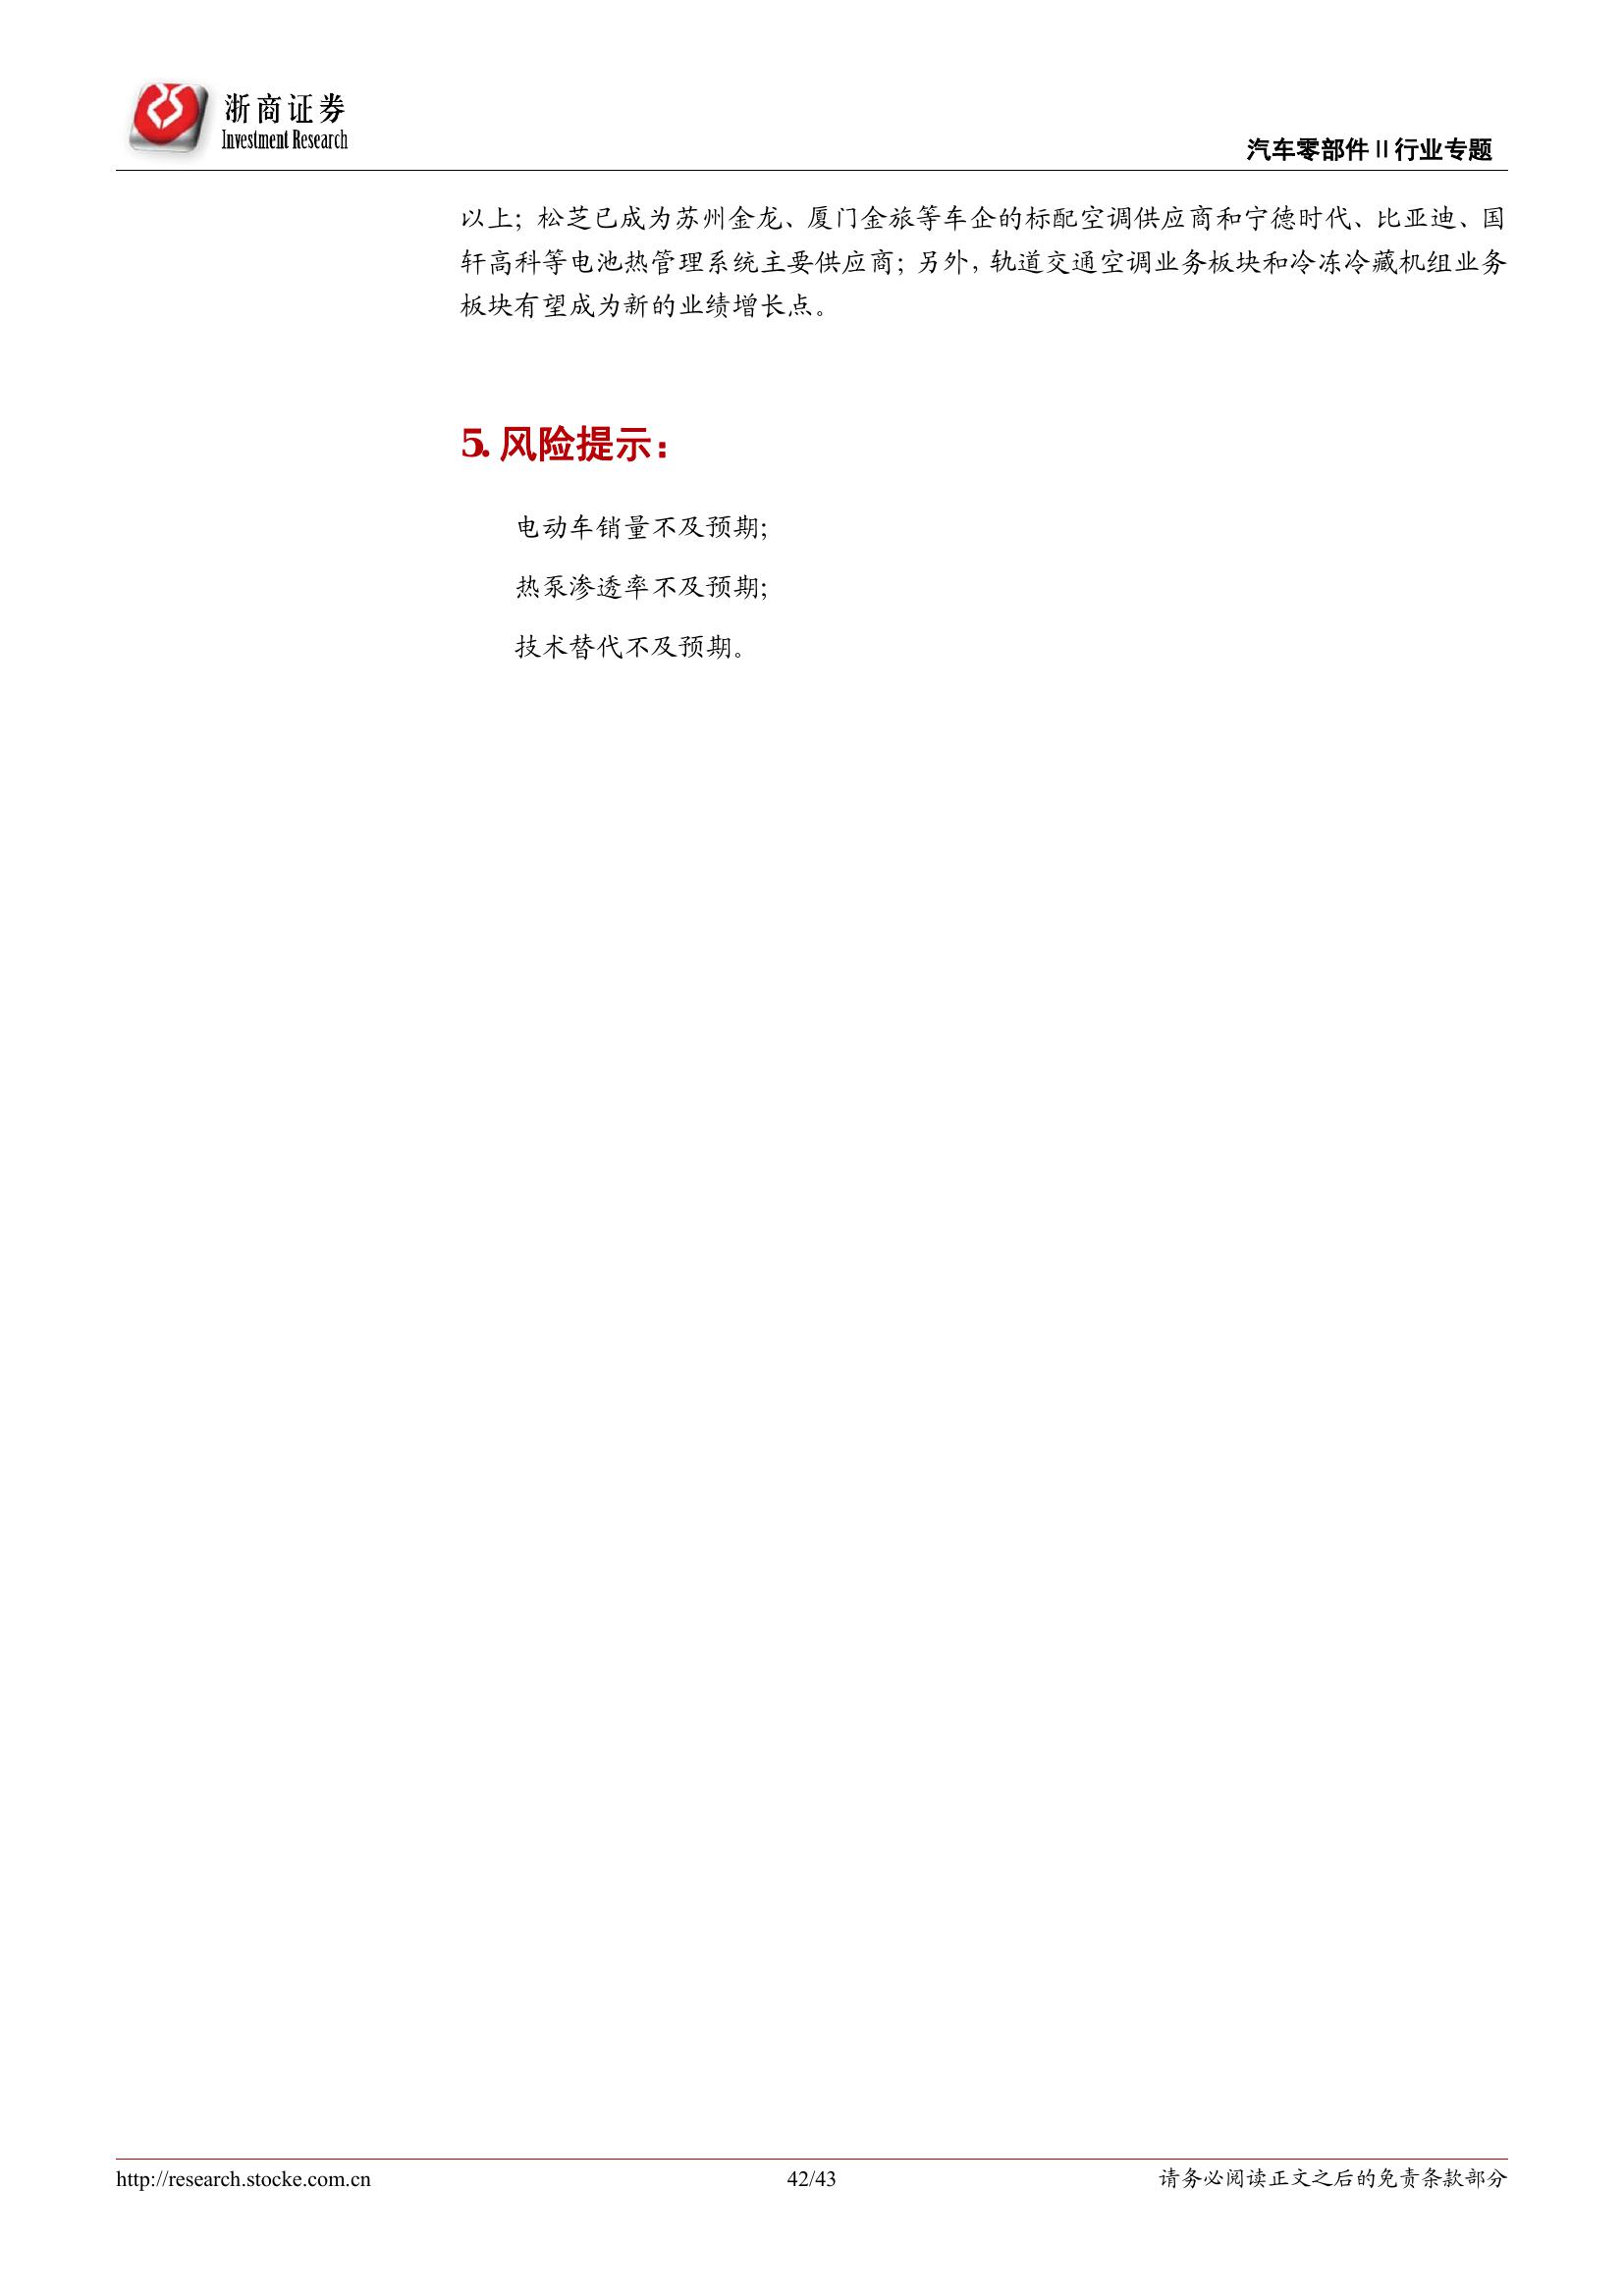 浙商证券
Investment Research
汽车零部件Ⅱ行业专题
以上；松芝已成为苏州金龙、厦门金旅等车企的标配空调供应商和宁德时代、比亚迪、国
轩高科等电池热管理系统主要供应商；另外，轨道交通空调业务板块和冷冻冷藏机组业务
板块有望成为新的业绩增长点。
5. 风险提示：
电动车销量不及预期；
热泵渗透率不及预期；
技术替代不及预期。
http://research.stocke.com.cn
42/43
请务必阅读正文之后的免责条款部分